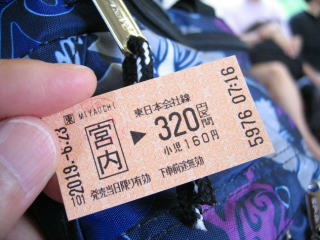 MIYAUCHI
東日本会社線
宮内
▶320円区間
小児160円
発売当日限り有効 下車前途無効
2019.-6.23
07:16